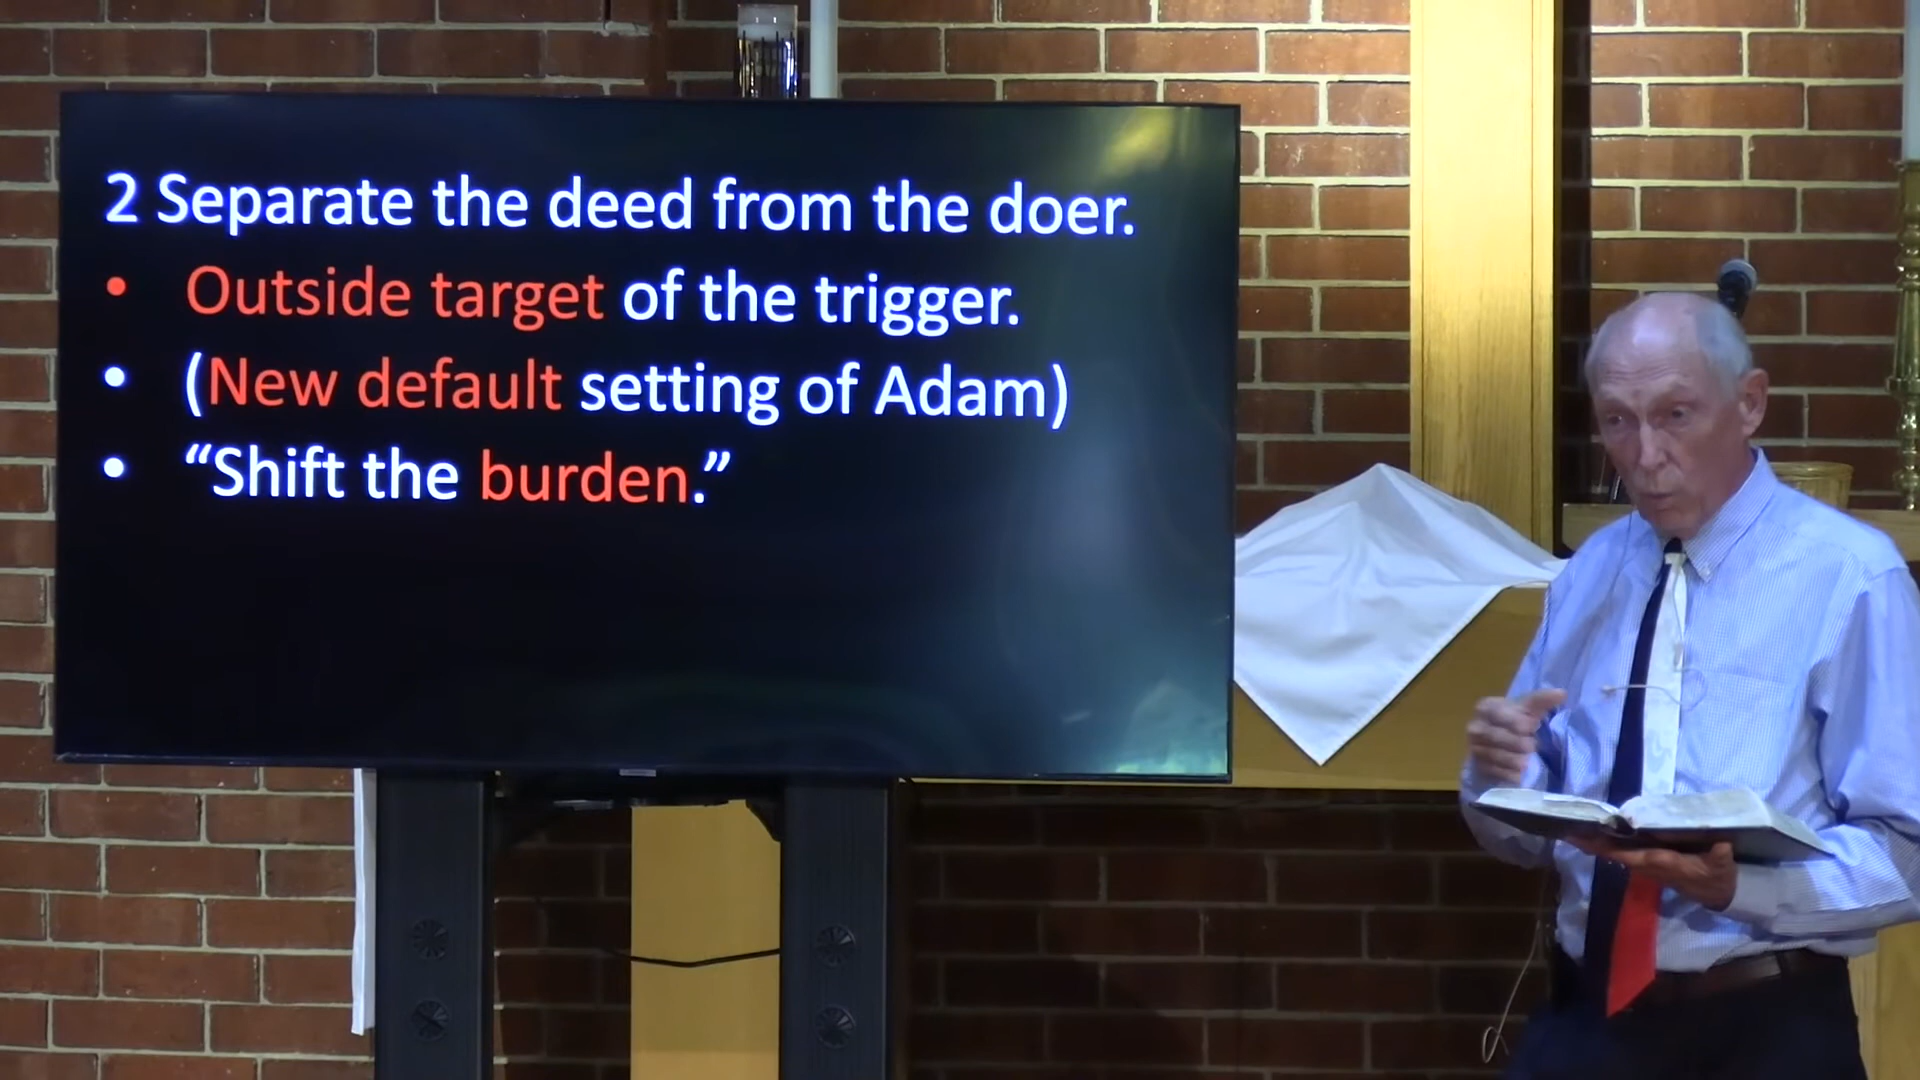 2 Separate the deed from the doer.
• Outside target of the trigger.
• (New default setting of Adam)
• “Shift the burden.”